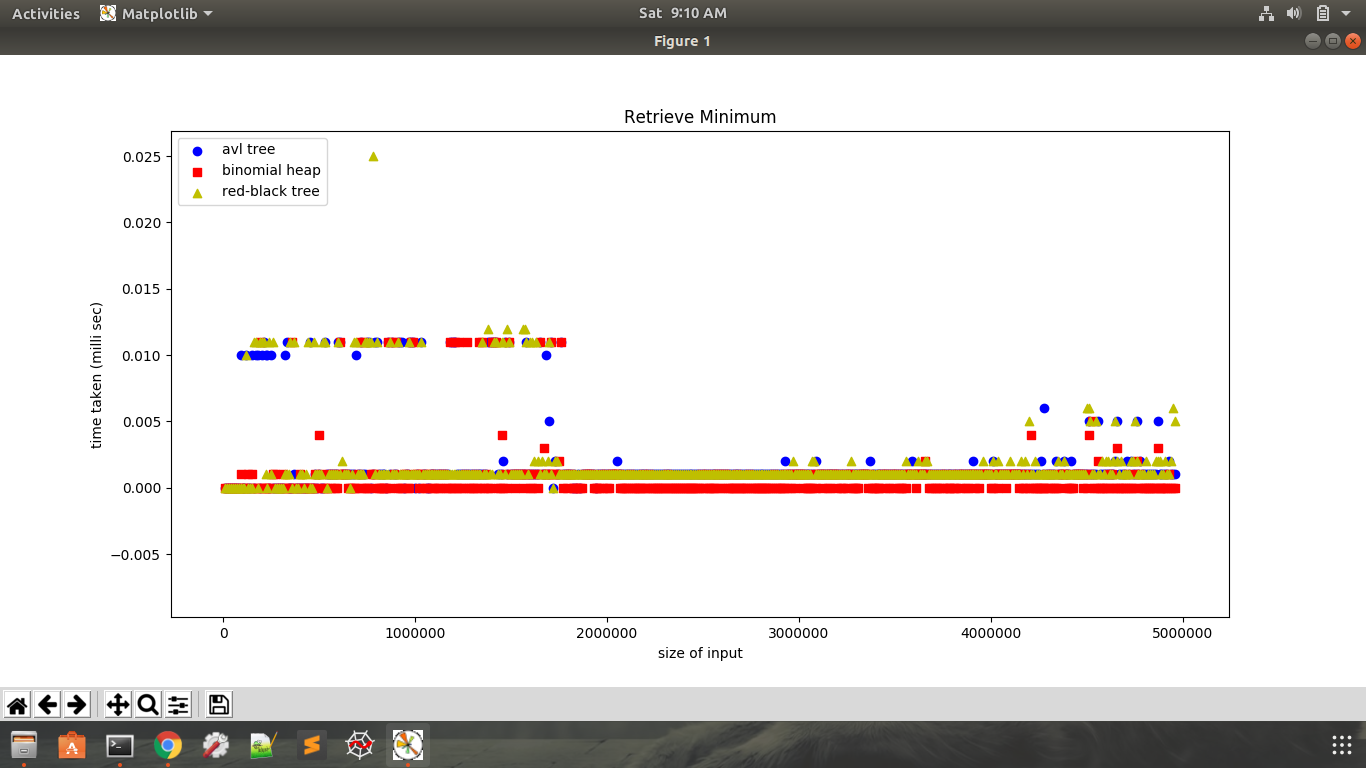 Activities Matplotlib Sat 9:10 AM
Figure 1
Retrieve Minimum
avl tree
binomial heap
red-black tree
0.025
0.020
0.015
0.010
0.005
0.000
−0.005
time taken (milli sec)
0 1000000 2000000 3000000 4000000 5000000
size of input